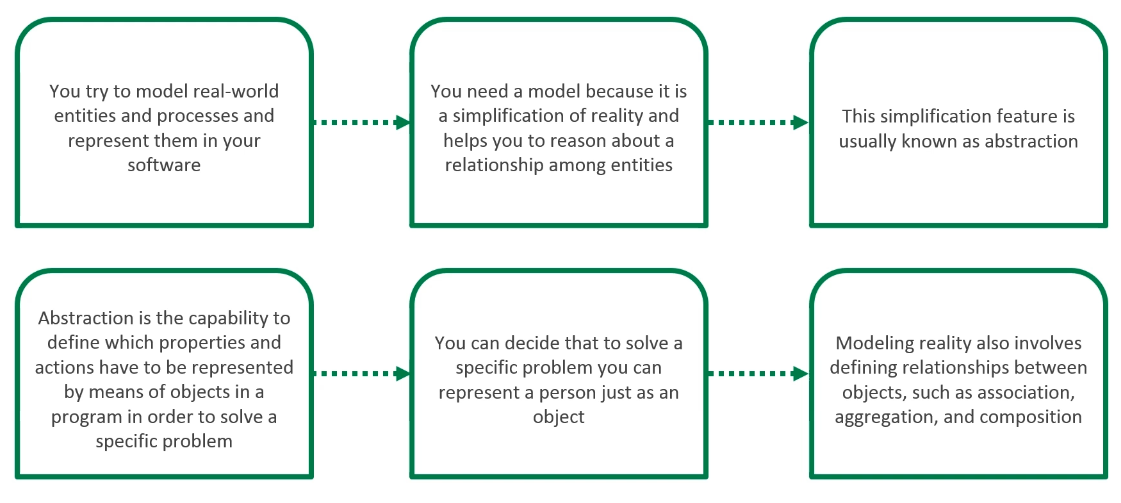 You try to model real-world
entities and processes and
represent them in your
software
You need a model because it is
a simplification of reality and
helps you to reason about a
relationship among entities
This simplification feature is
usually known as abstraction
Abstraction is the capability to
define which properties and
actions have to be represented
by means of objects in a
program in order to solve a
specific problem
You can decide that to solve a
specific problem you can
represent a person just as an
object
Modeling reality also involves
defining relationships between
objects, such as association,
aggregation, and composition